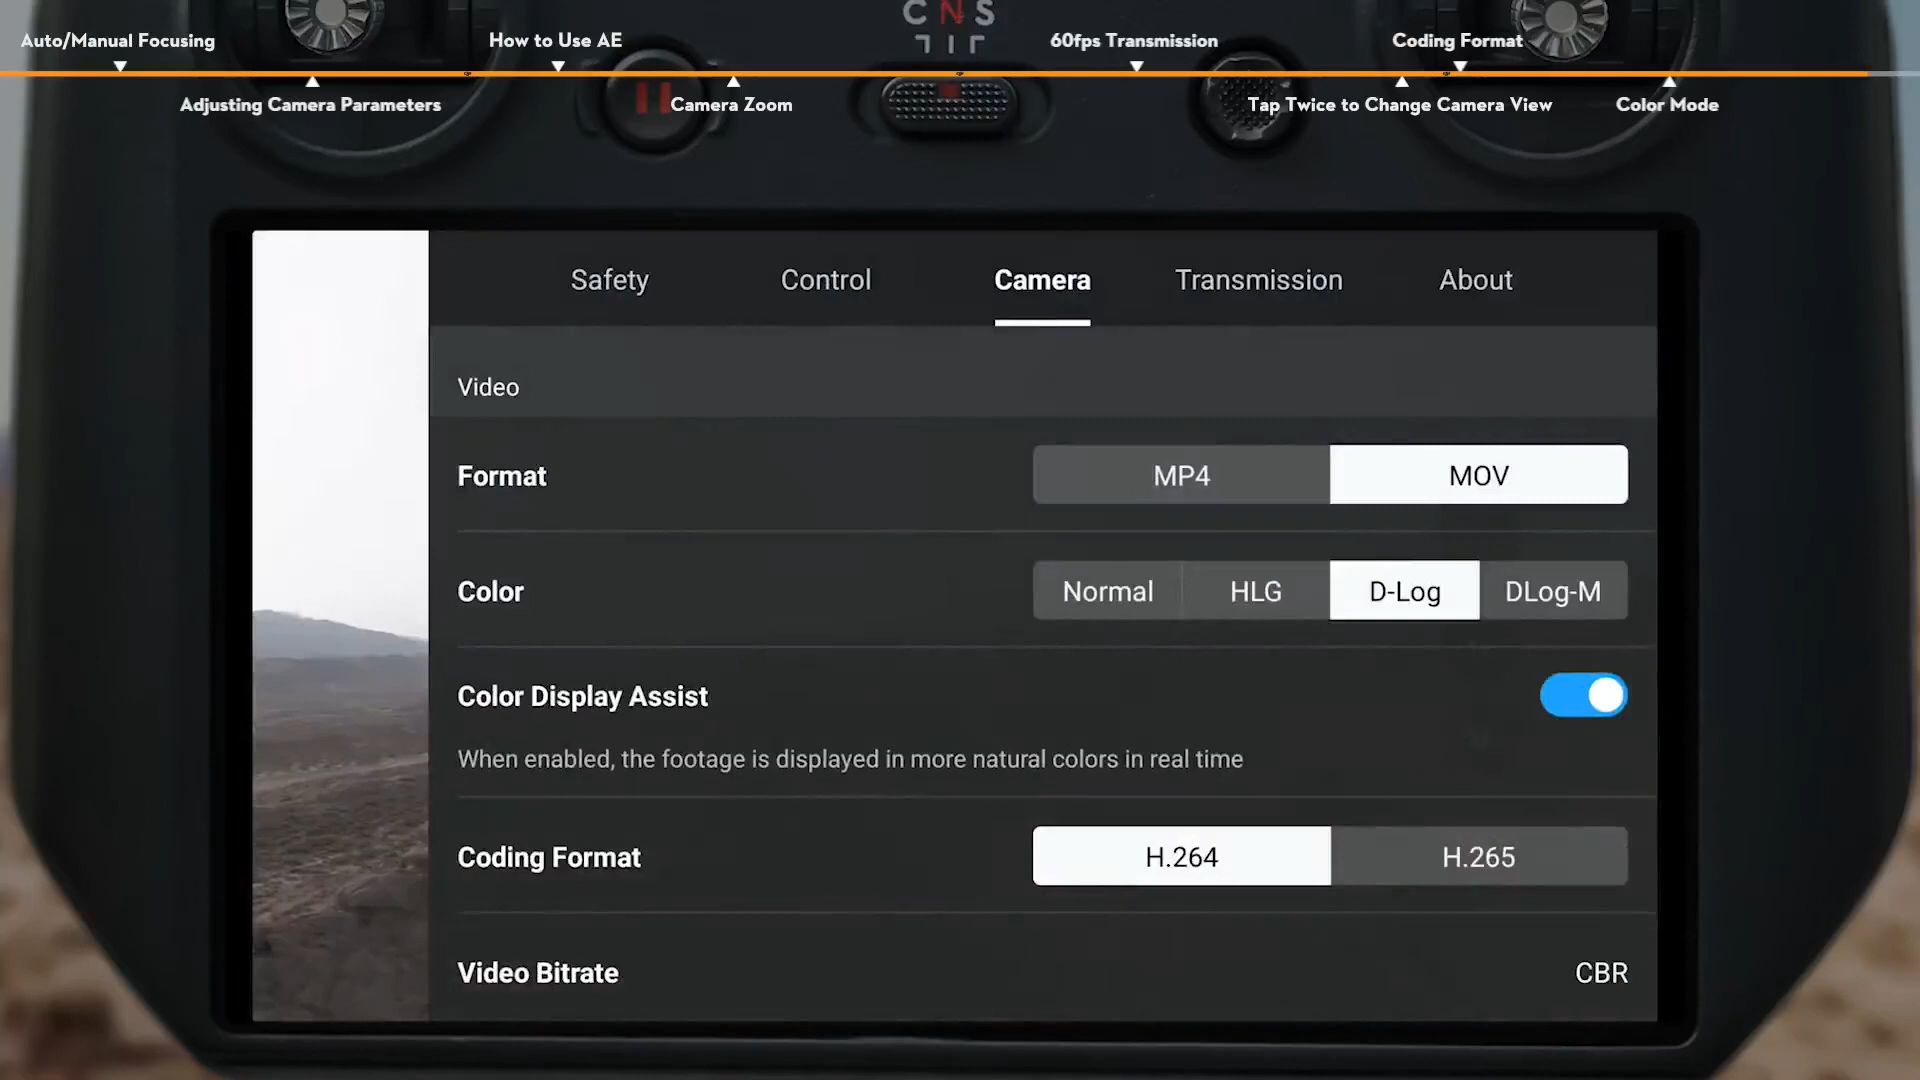 C N S
Auto/Manual Focusing
How to Use AE
60fps Transmission
Coding Format
Adjusting Camera Parameters
Camera Zoom
Tap Twice to Change Camera View
Color Mode
Safety
Control
Camera
Transmission
About
Video
Format
MP4
MOV
Color
Normal
HLG
D-Log
DLog-M
Color Display Assist
When enabled, the footage is displayed in more natural colors in real time
Coding Format
H.264
H.265
Video Bitrate
CBR